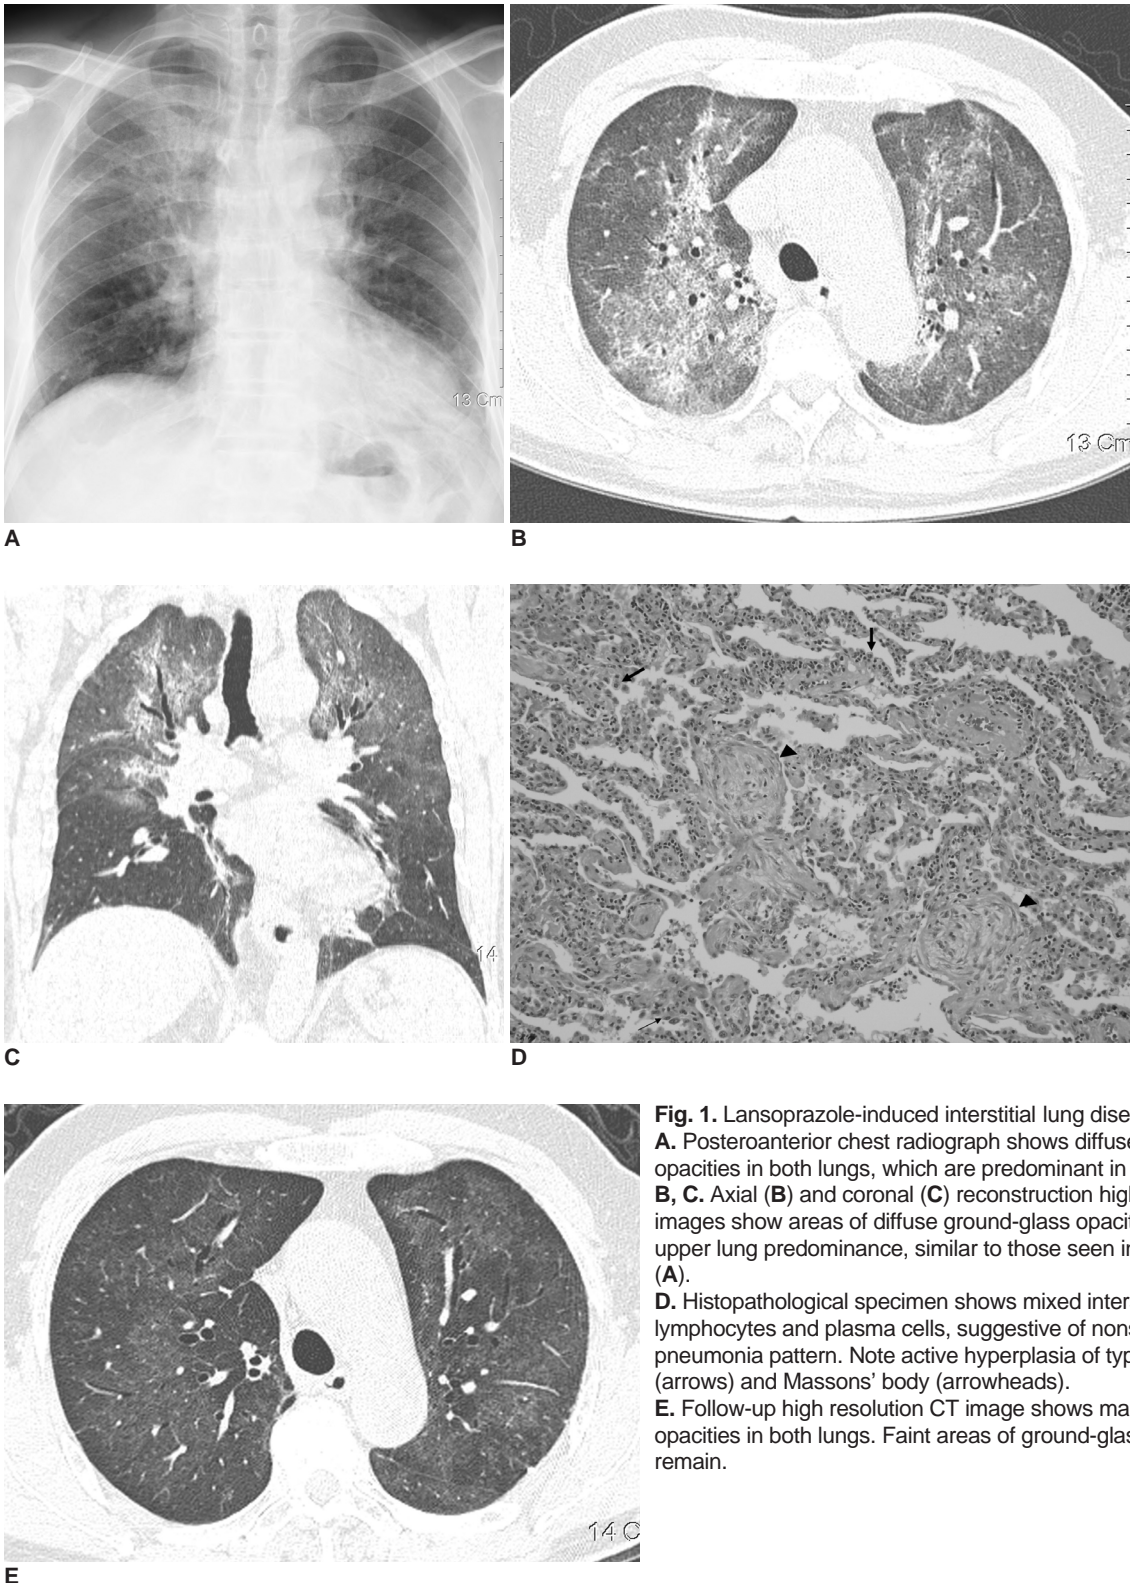 13 Cm
A
13 Cm
B
14
C
D
Fig. 1. Lansoprazole-induced interstitial lung dise
A. Posteroanterior chest radiograph shows diffuse
opacities in both lungs, which are predominant in
B, C. Axial (B) and coronal (C) reconstruction hig
images show areas of diffuse ground-glass opacit
upper lung predominance, similar to those seen i
(A).
D. Histopathological specimen shows mixed inter
lymphocytes and plasma cells, suggestive of nons
pneumonia pattern. Note active hyperplasia of typ
(arrows) and Massons' body (arrowheads).
E. Follow-up high resolution CT image shows ma
opacities in both lungs. Faint areas of ground-glas
remain.
14 C
E